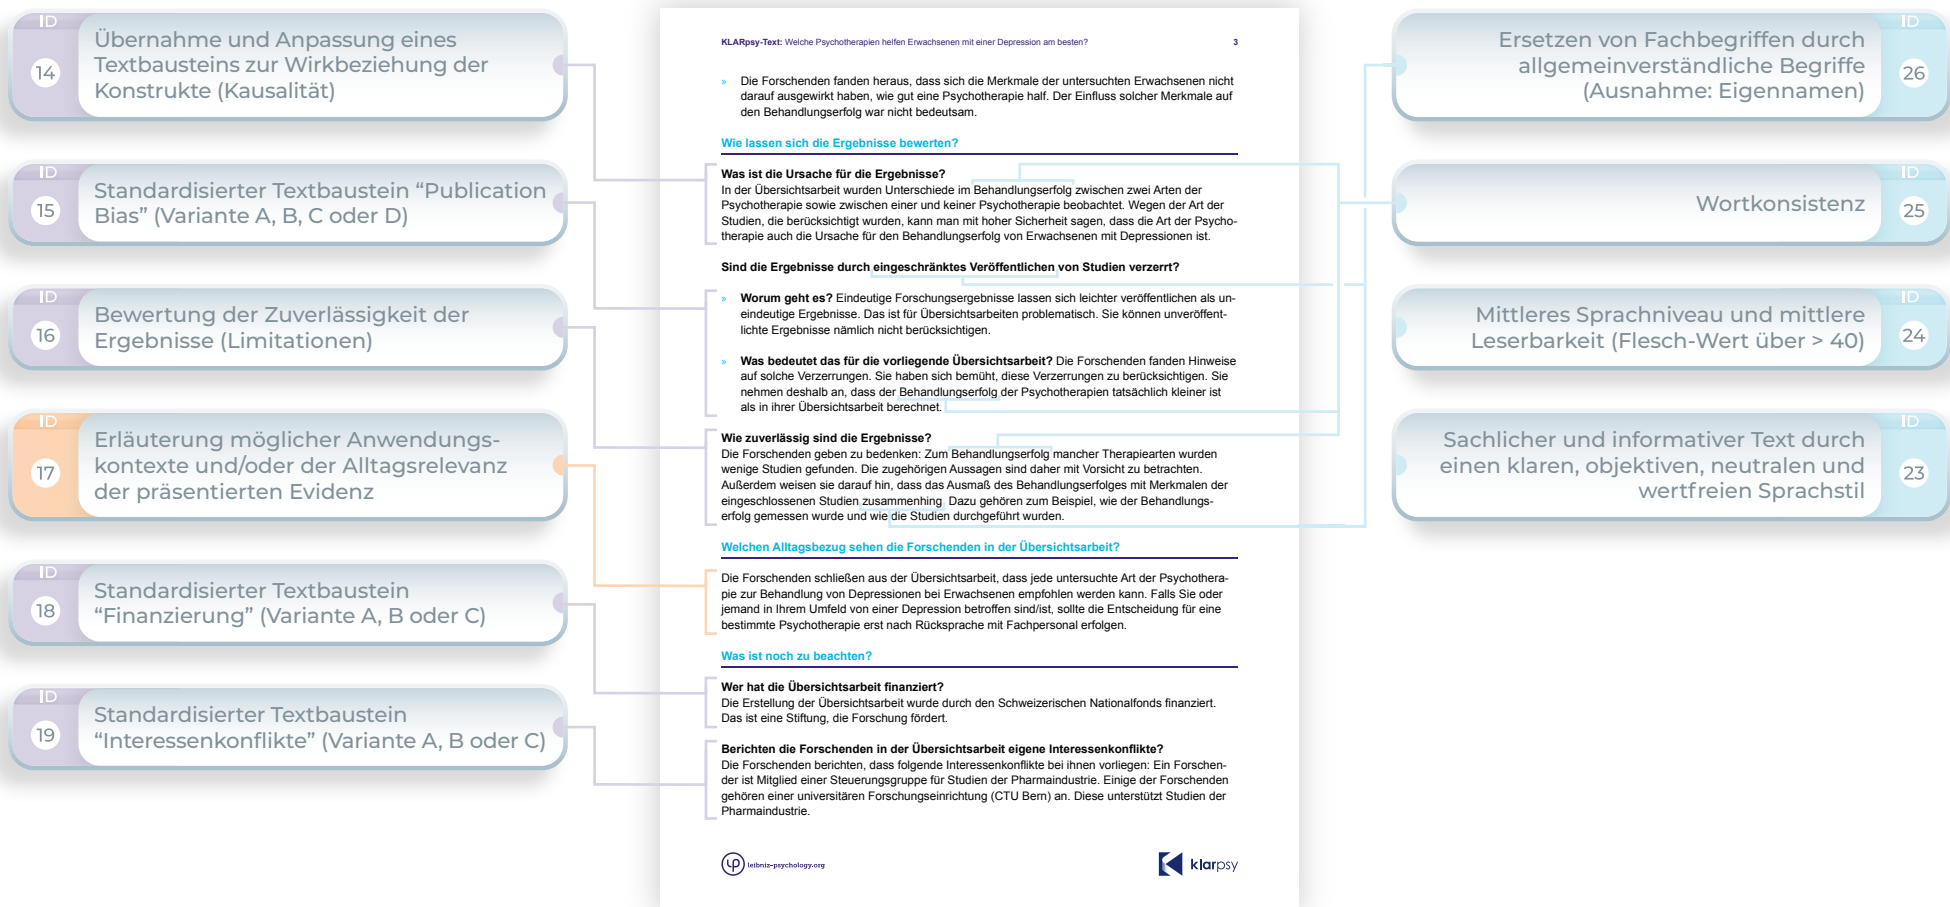 ID
14
Übernahme und Anpassung eines
Textbausteins zur Wirkbeziehung der
Konstrukte (Kausalität)
ID
15
Standardisierter Textbaustein “Publication
Bias” (Variante A, B, C oder D)
ID
16
Bewertung der Zuverlässigkeit der
Ergebnisse (Limitationen)
ID
17
Erläuterung möglicher Anwendungs-
kontexte und/oder der Alltagsrelevanz
der präsentierten Evidenz
ID
18
Standardisierter Textbaustein
“Finanzierung” (Variante A, B oder C)
ID
19
Standardisierter Textbaustein
“Interessenkonflikte” (Variante A, B oder C)
KLARpsy-Text: Welche Psychotherapien helfen Erwachsenen mit einer Depression am besten? 3
» Die Forschenden fanden heraus, dass sich die Merkmale der untersuchten Erwachsenen nicht
darauf ausgewirkt haben, wie gut eine Psychotherapie half. Der Einfluss solcher Merkmale auf
den Behandlungserfolg war nicht bedeutsam.
Wie lassen sich die Ergebnisse bewerten?
Was ist die Ursache für die Ergebnisse?
In der Übersichtsarbeit wurden Unterschiede im Behandlungserfolg zwischen zwei Arten der
Psychotherapie sowie zwischen einer und keiner Psychotherapie beobachtet. Wegen der Art der
Studien, die berücksichtigt wurden, kann man mit hoher Sicherheit sagen, dass die Art der Psycho-
therapie auch die Ursache für den Behandlungserfolg von Erwachsenen mit Depressionen ist.
Sind die Ergebnisse durch eingeschränktes Veröffentlichen von Studien verzerrt?
» Worum geht es? Eindeutige Forschungsergebnisse lassen sich leichter veröffentlichen als un-
eindeutige Ergebnisse. Das ist für Übersichtsarbeiten problematisch. Sie können unveröffent-
lichte Ergebnisse nämlich nicht berücksichtigen.
» Was bedeutet das für die vorliegende Übersichtsarbeit? Die Forschenden fanden Hinweise
auf solche Verzerrungen. Sie haben sich bemüht, diese Verzerrungen zu berücksichtigen. Sie
nehmen deshalb an, dass der Behandlungserfolg der Psychotherapien tatsächlich kleiner ist
als in ihrer Übersichtsarbeit berechnet.
Wie zuverlässig sind die Ergebnisse?
Die Forschenden geben zu bedenken: Zum Behandlungserfolg mancher Therapiearten wurden
wenige Studien gefunden. Die zugehörigen Aussagen sind daher mit Vorsicht zu betrachten.
Außerdem weisen sie darauf hin, dass das Ausmaß des Behandlungserfolges mit Merkmalen der
eingeschlossenen Studien zusammenhing. Dazu gehören zum Beispiel, wie der Behandlungs-
erfolg gemessen wurde und wie die Studien durchgeführt wurden.
Welchen Alltagsbezug sehen die Forschenden in der Übersichtsarbeit?
Die Forschenden schließen aus der Übersichtsarbeit, dass jede untersuchte Art der Psychothera-
pie zur Behandlung von Depressionen bei Erwachsenen empfohlen werden kann. Falls Sie oder
jemand in Ihrem Umfeld von einer Depression betroffen sind/ist, sollte die Entscheidung für eine
bestimmte Psychotherapie erst nach Rücksprache mit Fachpersonal erfolgen.
Was ist noch zu beachten?
Wer hat die Übersichtsarbeit finanziert?
Die Erstellung der Übersichtsarbeit wurde durch den Schweizerischen Nationalfonds finanziert.
Das ist eine Stiftung, die Forschung fördert.
Berichten die Forschenden in der Übersichtsarbeit eigene Interessenkonflikte?
Die Forschenden berichten, dass folgende Interessenkonflikte bei ihnen vorliegen: Ein Forschen-
der ist Mitglied einer Steuerungsgruppe für Studien der Pharmaindustrie. Einige der Forschenden
gehören einer universitären Forschungseinrichtung (CTU Bern) an. Diese unterstützt Studien der
Pharmaindustrie.
leibniz-psychology.org
klarpsy
ID
26
Ersetzen von Fachbegriffen durch
allgemeinverständliche Begriffe
(Ausnahme: Eigennamen)
ID
25
Wortkonsistenz
ID
24
Mittleres Sprachniveau und mittlere
Leserbarkeit (Flesch-Wert über > 40)
ID
23
Sachlicher und informativer Text durch
einen klaren, objektiven, neutralen und
wertfreien Sprachstil